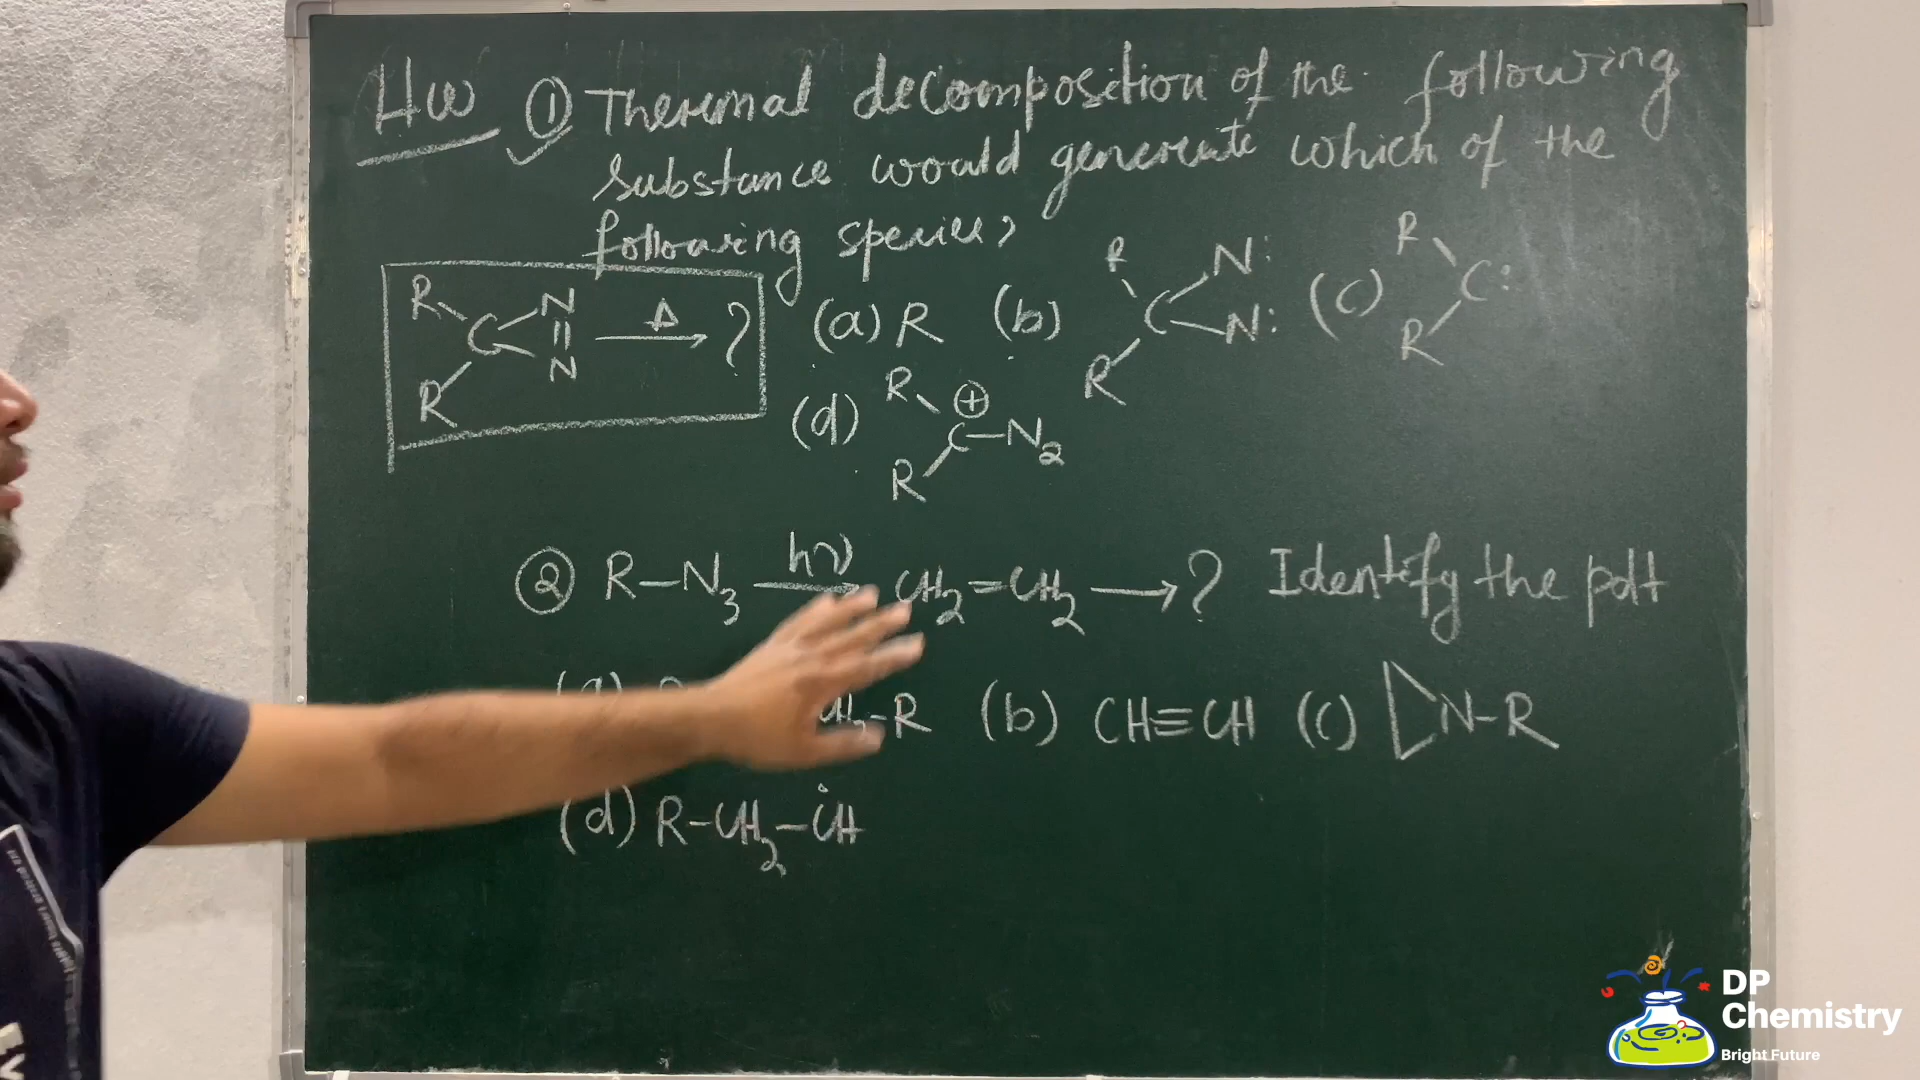 HW ① Thermal decomposition of the following
substance would generate which of the
following species?
R
R C N=N Δ → ? (a) R (b) R R C N: N: (c) R R C:
(d) R R C⊕–N₂
② R–N₃ hν → CH₂=CH₂ → ? Identify the pdt
–R (b) CH≡CH (c) N–R
(d) R–CH₂–ĊH
DP
Chemistry
Bright Future